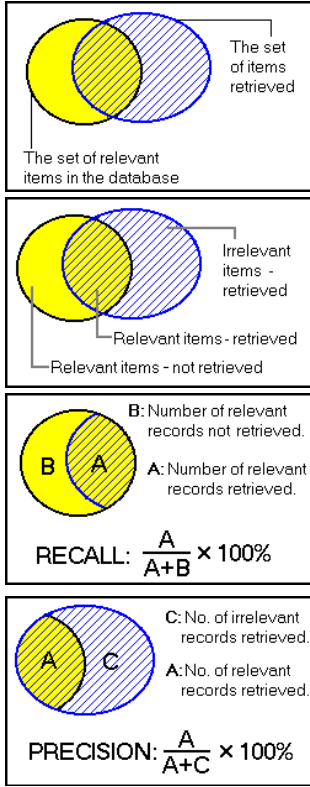 The set
of items
retrieved
The set of relevant
items in the database
Irrelevant
items -
retrieved
Relevant items - retrieved
Relevant items - not retrieved
B: Number of relevant
records not retrieved.
B
A
A: Number of relevant
records retrieved.
RECALL: A
A+B × 100%
C: No. of irrelevant
records retrieved.
A
C
A: No. of relevant
records retrieved.
PRECISION: A
A+C × 100%